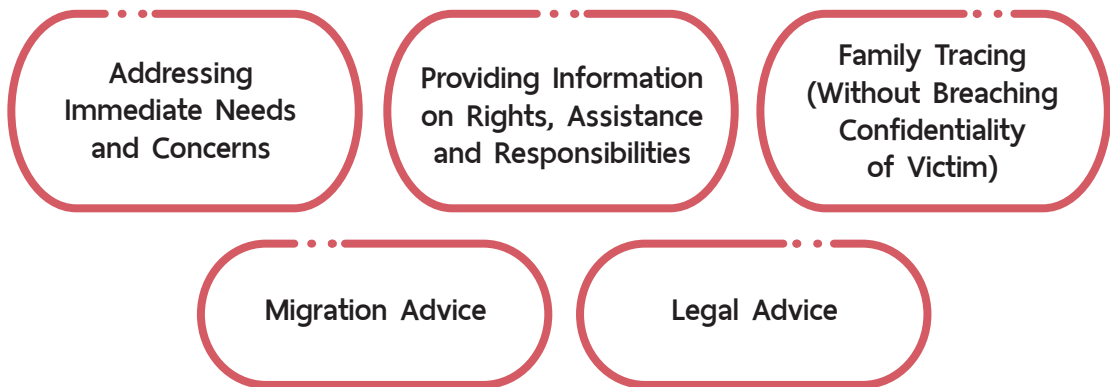 Addressing
Immediate Needs
and Concerns
Providing Information
on Rights, Assistance
and Responsibilities
Family Tracing
(Without Breaching
Confidentiality
of Victim)
Migration Advice
Legal Advice